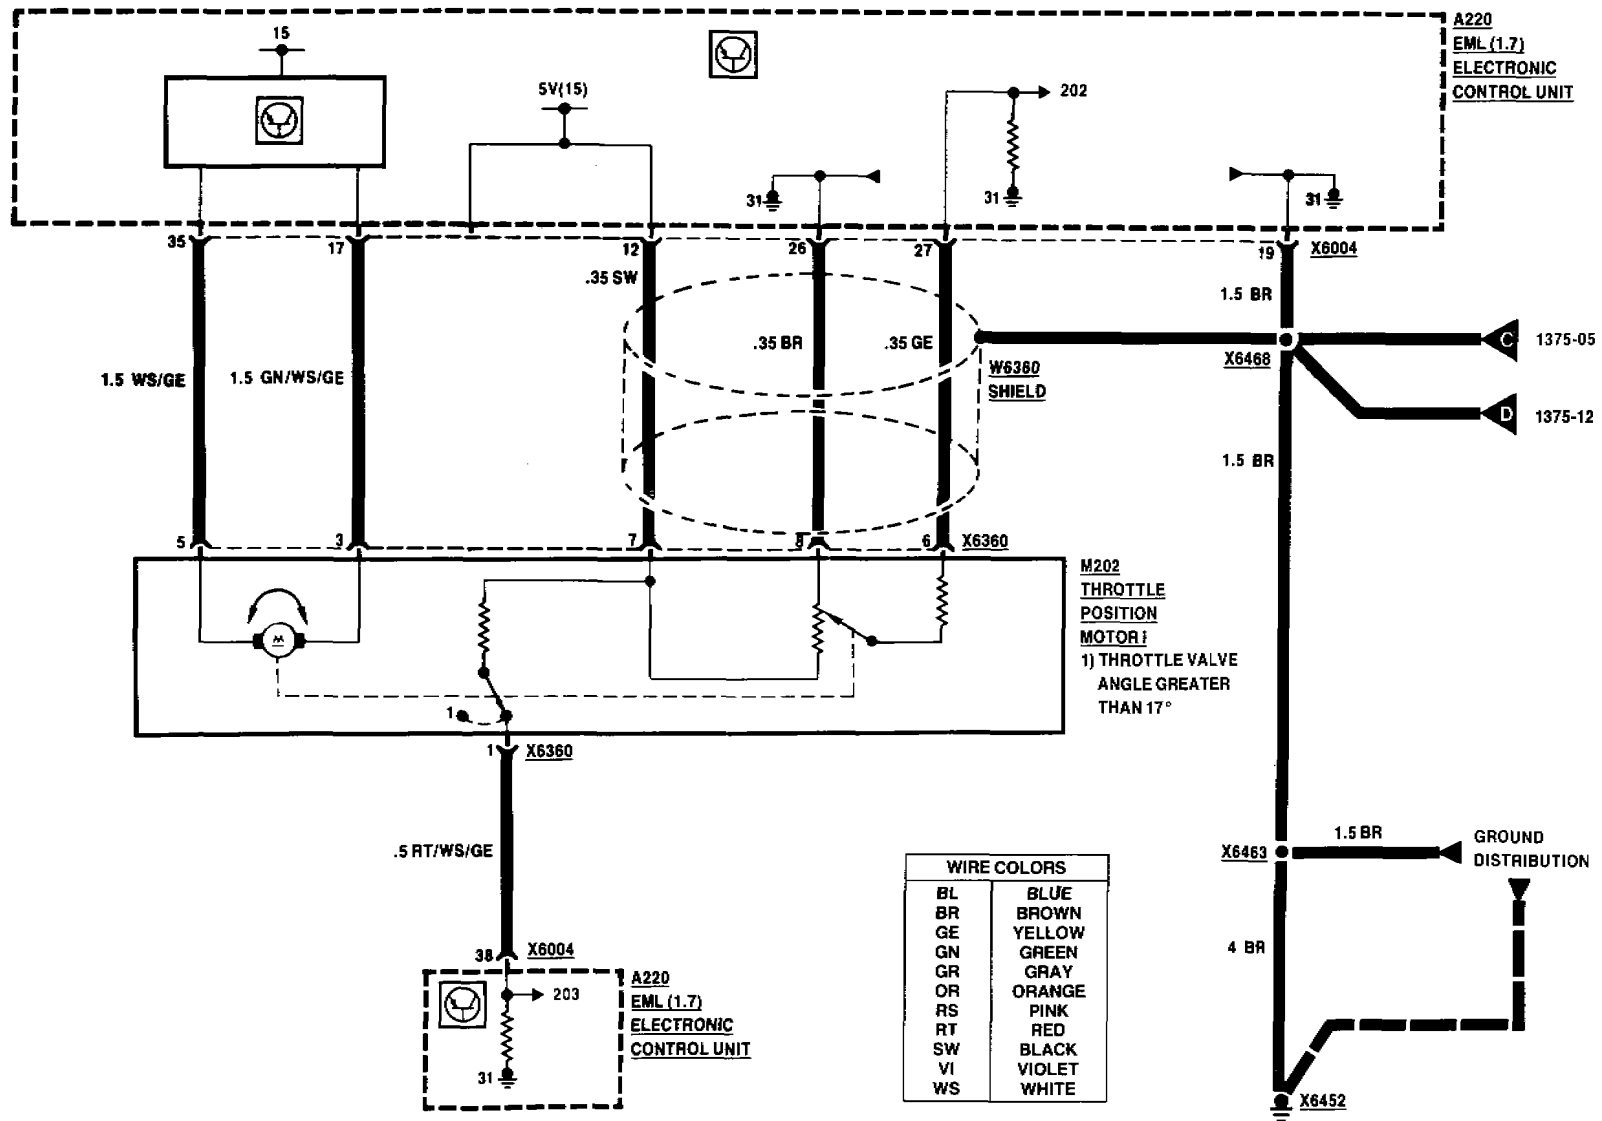 15
5V(15)
202
31
31
31
A220
EML (1.7)
ELECTRONIC
CONTROL UNIT
35
17
12
26
27
19
X6004
.35 SW
1.5 BR
.35 BR
.35 GE
1.5 WS/GE
1.5 GN/WS/GE
W6360
SHIELD
X6468
C
1375-05
D
1375-12
1.5 BR
5
3
7
8
6
X6360
M
M202
THROTTLE
POSITION
MOTOR
1) THROTTLE VALVE
ANGLE GREATER
THAN 17°
1
1
X6360
.5 RT/WS/GE
38
X6004
203
31
A220
EML (1.7)
ELECTRONIC
CONTROL UNIT
WIRE COLORS
BL BLUE
BR BROWN
GE YELLOW
GN GREEN
GR GRAY
OR ORANGE
RS PINK
RT RED
SW BLACK
VI VIOLET
WS WHITE
X6463
1.5 BR
GROUND
DISTRIBUTION
4 BR
X6452